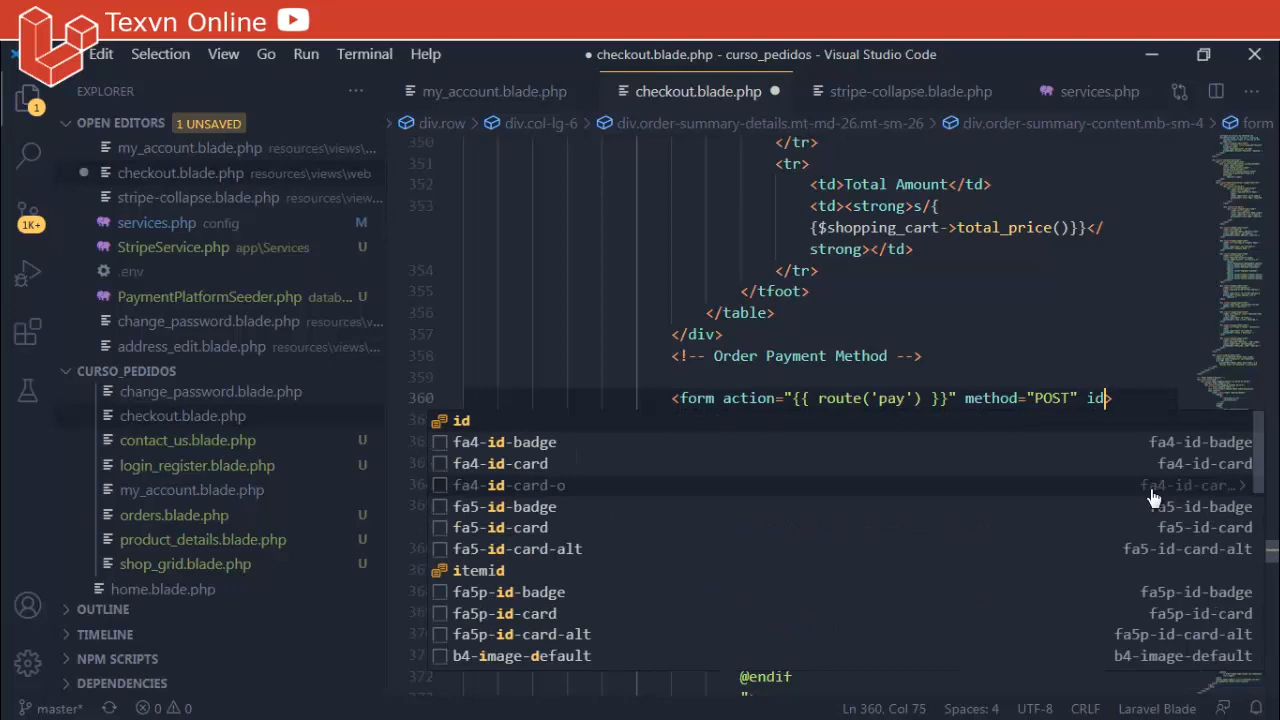 Texvn Online
Edit Selection View Go Run Terminal Help
● checkout.blade.php - curso_pedidos - Visual Studio Code
EXPLORER
my_account.blade.php
checkout.blade.php
stripe-collapse.blade.php
services.php
div.row > div.col-lg-6 > div.order-summary-details.mt-md-26.mt-sm-26 > div.order-summary-content.mb-sm-4 > form
OPEN EDITORS 1 UNSAVED
my_account.blade.php resources\views\...
checkout.blade.php resources\views\web
stripe-collapse.blade.php resources\views\...
services.php config M
StripeService.php app\Services U
.env
PaymentPlatformSeeder.php datab... U
change_password.blade.php resources\v...
address_edit.blade.php resources\views\...
CURSO_PEDIDOS
change_password.blade.php
checkout.blade.php
contact_us.blade.php U
login_register.blade.php U
my_account.blade.php
orders.blade.php U
product_details.blade.php U
shop_grid.blade.php U
home.blade.php
OUTLINE
TIMELINE
NPM SCRIPTS
DEPENDENCIES
1
1K+
350 </tr>
351 <tr>
352 <td>Total Amount</td>
353 <td><strong>s/{
{$shopping_cart->total_price()}}</
strong></td>
354 </tr>
355 </tfoot>
356 </table>
357 </div>
358 <!-- Order Payment Method -->
359
360 <form action="{{ route('pay') }}" method="POST" id>
id
fa4-id-badge fa4-id-badge
fa4-id-card fa4-id-card
fa4-id-card-o fa4-id-car... >
fa5-id-badge fa5-id-badge
fa5-id-card fa5-id-card
fa5-id-card-alt fa5-id-card-alt
itemid
fa5p-id-badge fa5p-id-badge
fa5p-id-card fa5p-id-card
fa5p-id-card-alt fa5p-id-card-alt
b4-image-default b4-image-default
372 @endif
master* 0 0 Ln 360, Col 75 Spaces: 4 UTF-8 CRLF Laravel Blade